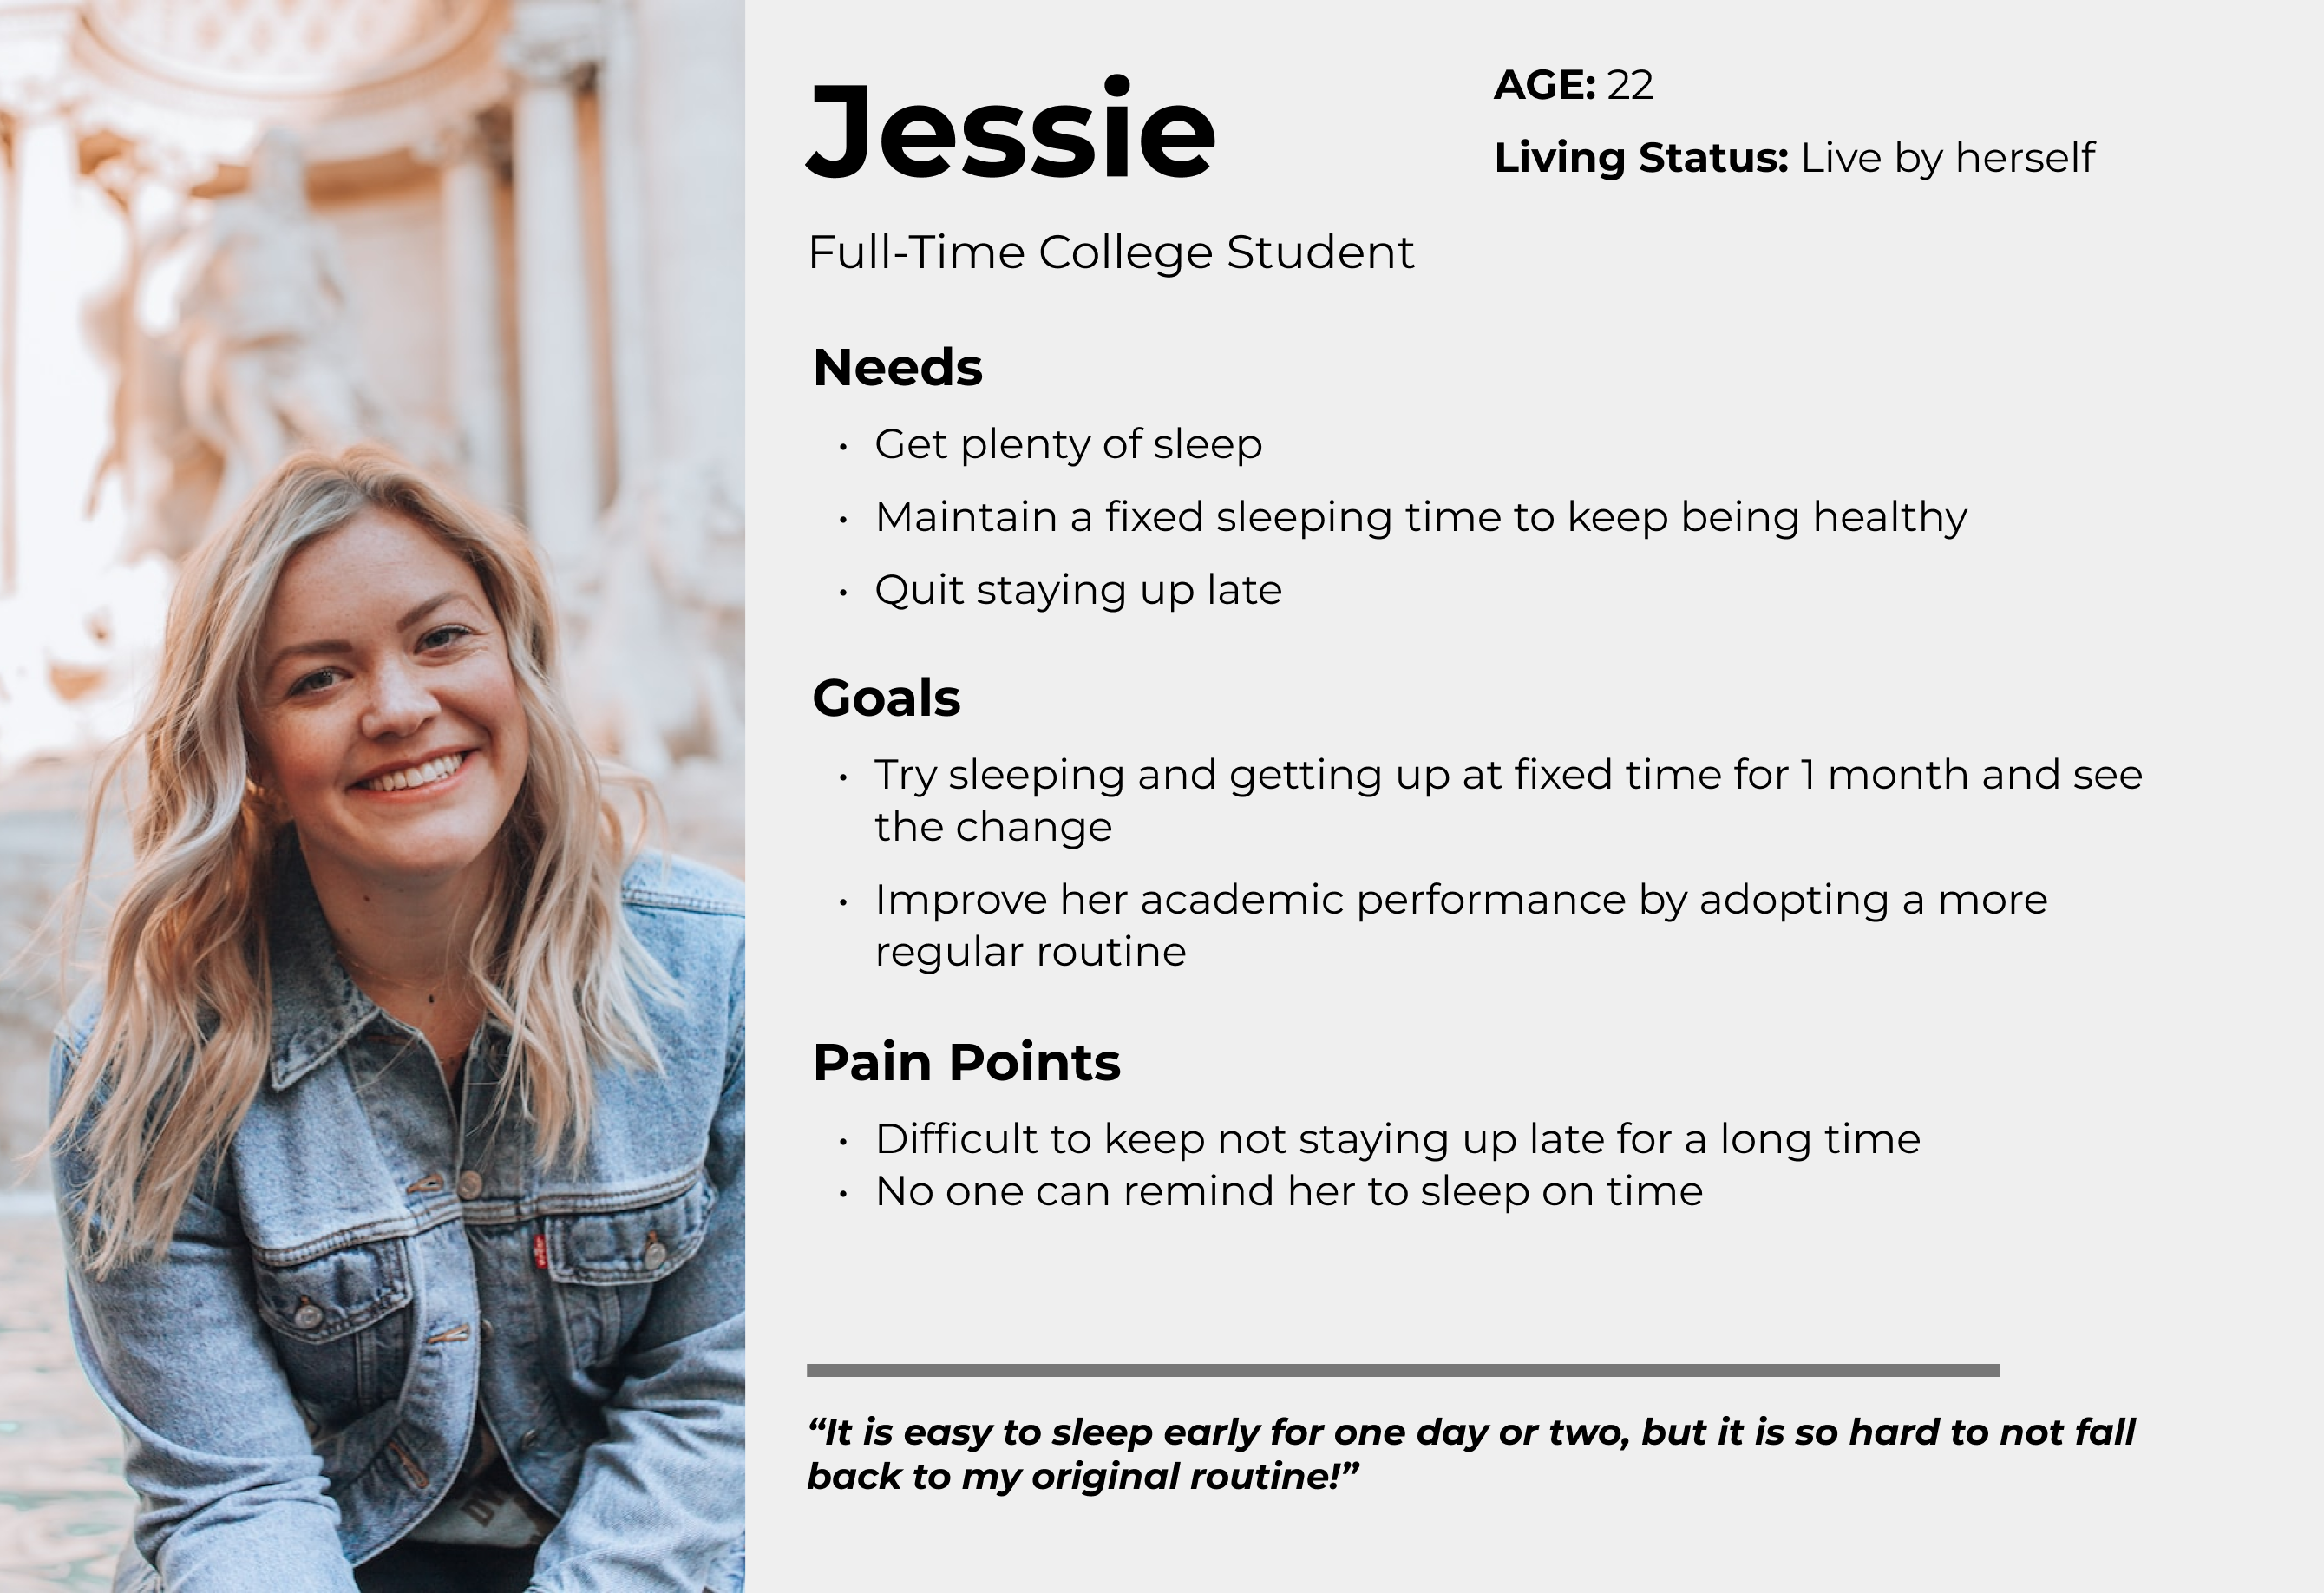 Jessie
AGE: 22
Living Status: Live by herself
Full-Time College Student
Needs
• Get plenty of sleep
• Maintain a fixed sleeping time to keep being healthy
• Quit staying up late
Goals
• Try sleeping and getting up at fixed time for 1 month and see
the change
• Improve her academic performance by adopting a more
regular routine
Pain Points
• Difficult to keep not staying up late for a long time
• No one can remind her to sleep on time
“It is easy to sleep early for one day or two, but it is so hard to not fall
back to my original routine!”